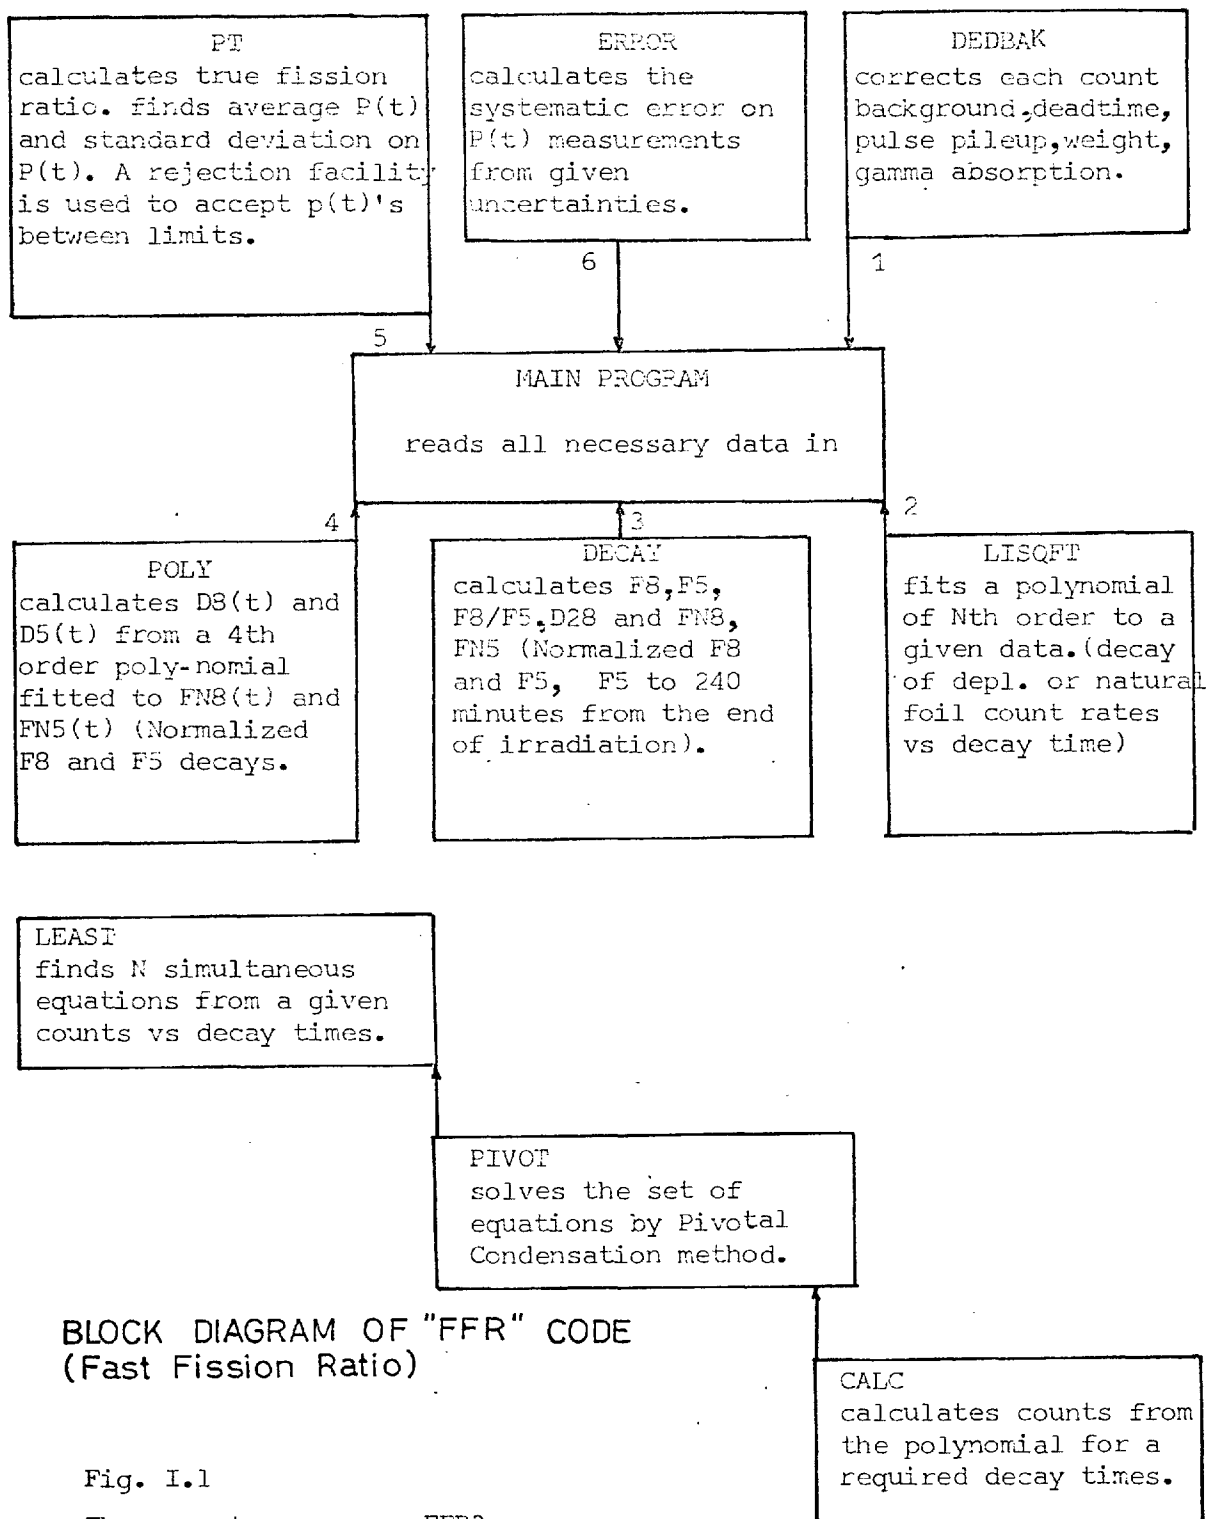 PT
calculates true fission
ratio. finds average P(t)
and standard deviation on
P(t). A rejection facility
is used to accept p(t)'s
between limits.
ERROR
calculates the
systematic error on
P(t) measurements
from given
uncertainties.
DEDBAK
corrects each count
background,deadtime,
pulse pileup,weight,
gamma absorption.
6
1
5
MAIN PROGRAM
reads all necessary data in
4
3
2
POLY
calculates D8(t) and
D5(t) from a 4th
order poly-nomial
fitted to FN8(t) and
FN5(t) (Normalized
F8 and F5 decays.
DECAY
calculates F8,F5,
F8/F5,D28 and FN8,
FN5 (Normalized F8
and F5, F5 to 240
minutes from the end
of irradiation).
LISQFT
fits a polynomial
of Nth order to a
given data.(decay
of depl. or natural
foil count rates
vs decay time)
LEAST
finds N simultaneous
equations from a given
counts vs decay times.
PIVOT
solves the set of
equations by Pivotal
Condensation method.
BLOCK DIAGRAM OF "FFR" CODE
(Fast Fission Ratio)
CALC
calculates counts from
the polynomial for a
required decay times.
Fig. I.1